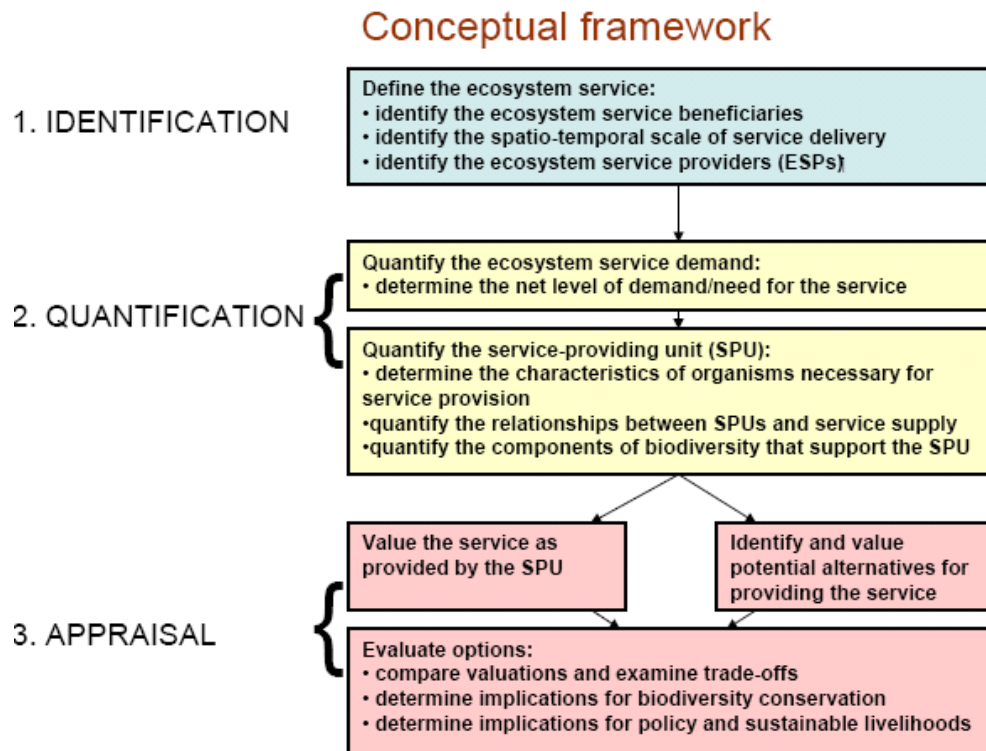 Conceptual framework
1. IDENTIFICATION
Define the ecosystem service:
• identify the ecosystem service beneficiaries
• identify the spatio-temporal scale of service delivery
• identify the ecosystem service providers (ESPs)
2. QUANTIFICATION
{
Quantify the ecosystem service demand:
• determine the net level of demand/need for the service
Quantify the service-providing unit (SPU):
• determine the characteristics of organisms necessary for
service provision
•quantify the relationships between SPUs and service supply
•quantify the components of biodiversity that support the SPU
3. APPRAISAL
{
Value the service as
provided by the SPU
Identify and value
potential alternatives for
providing the service
Evaluate options:
• compare valuations and examine trade-offs
• determine implications for biodiversity conservation
• determine implications for policy and sustainable livelihoods